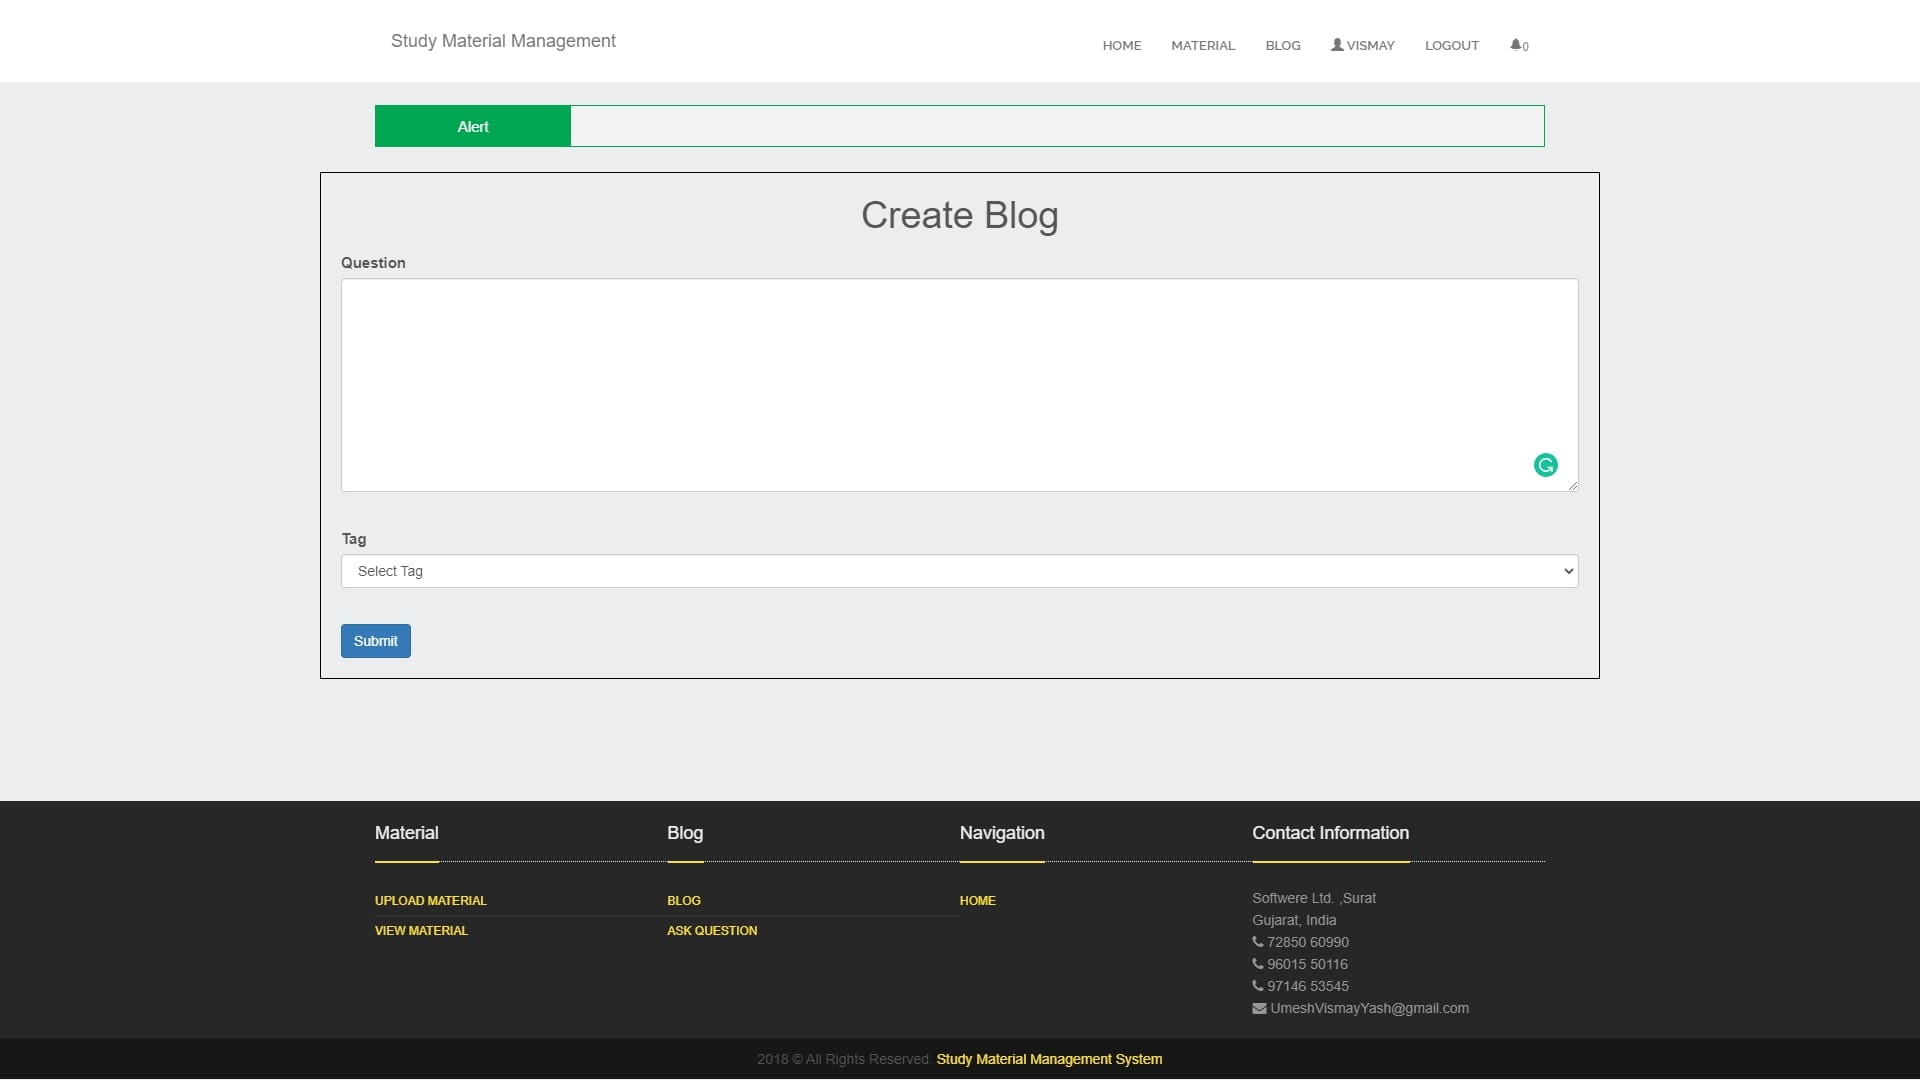 Study Material Management
HOME MATERIAL BLOG VISMAY LOGOUT 0
Alert
Create Blog
Question
Tag
Select Tag
Submit
Material Blog Navigation Contact Information
UPLOAD MATERIAL BLOG HOME
VIEW MATERIAL ASK QUESTION
Softwere Ltd. ,Surat
Gujarat, India
72850 60990
96015 50116
97146 53545
UmeshVismayYash@gmail.com
2018 © All Rights Reserved. Study Material Management System